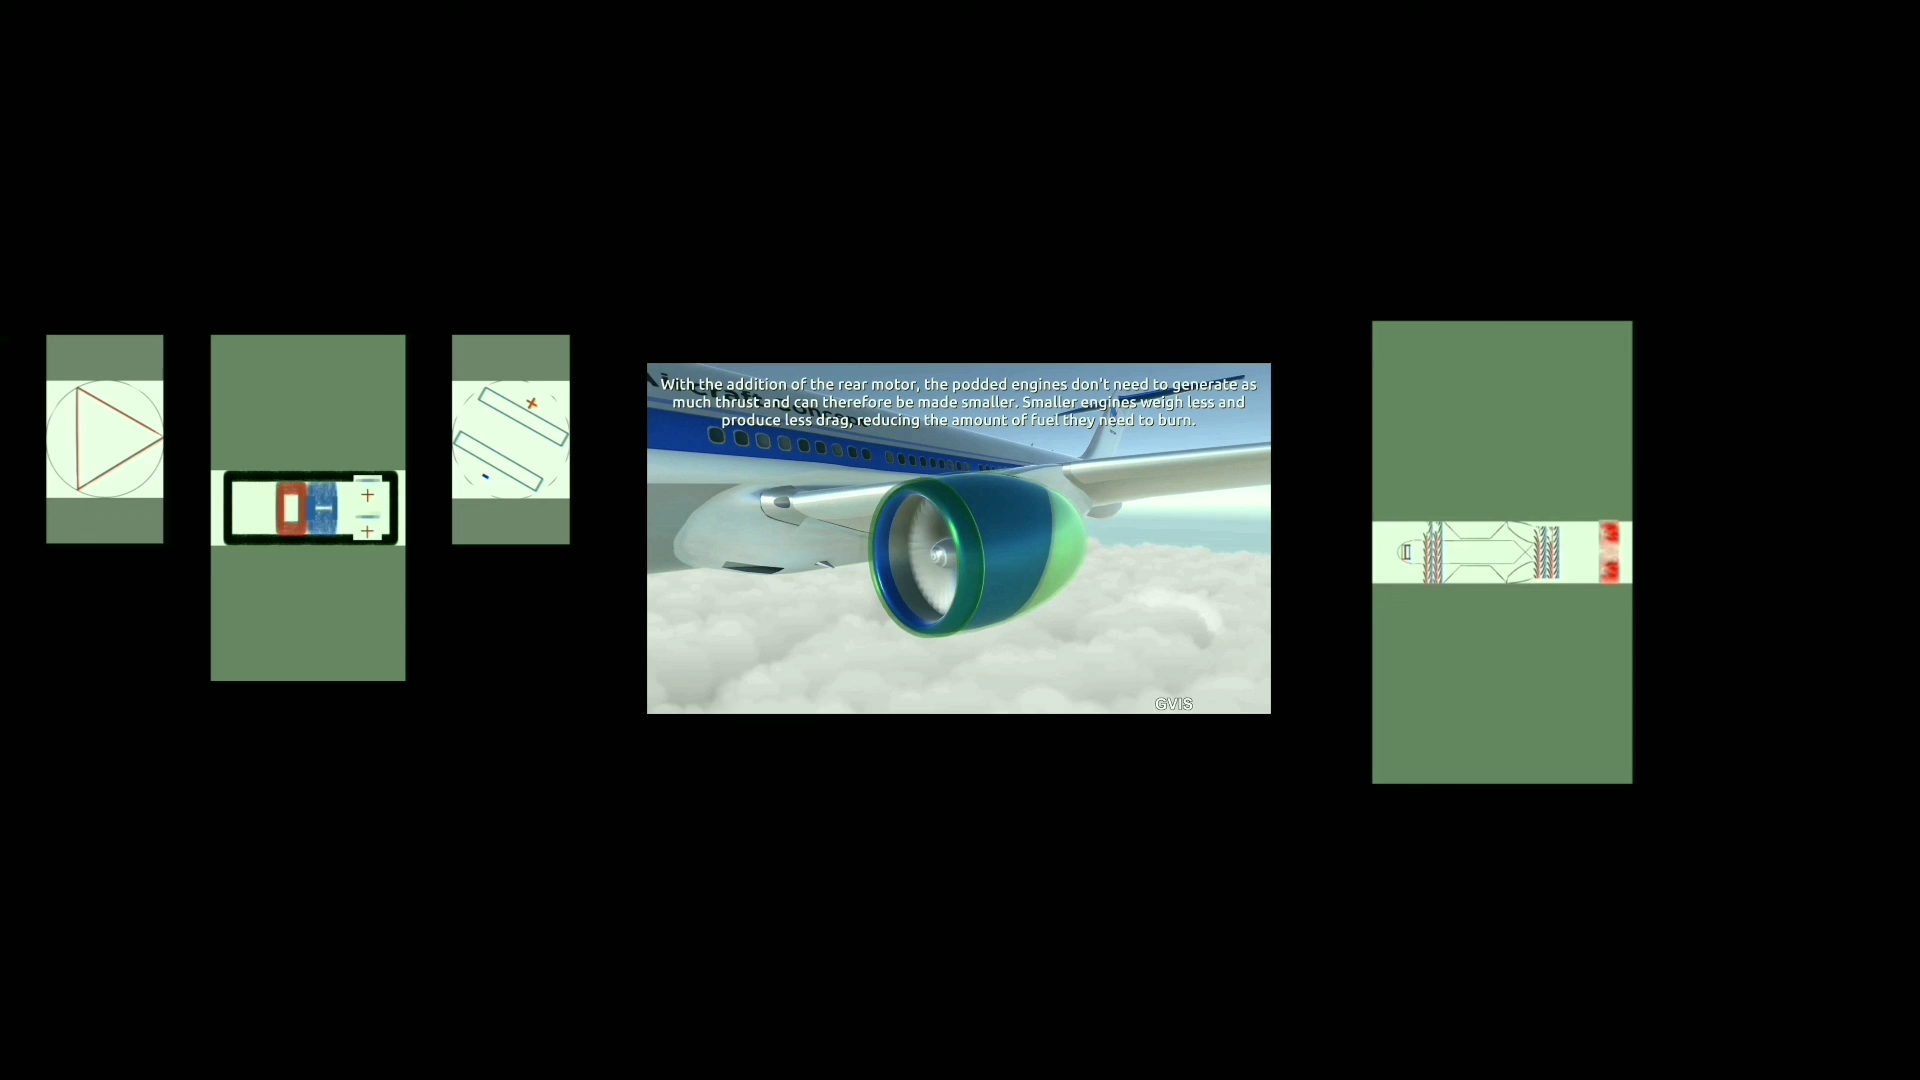 With the addition of the rear motor, the podded engines don't need to generate as
much thrust and can therefore be made smaller. Smaller engines weigh less and
produce less drag, reducing the amount of fuel they need to burn.
GVIS